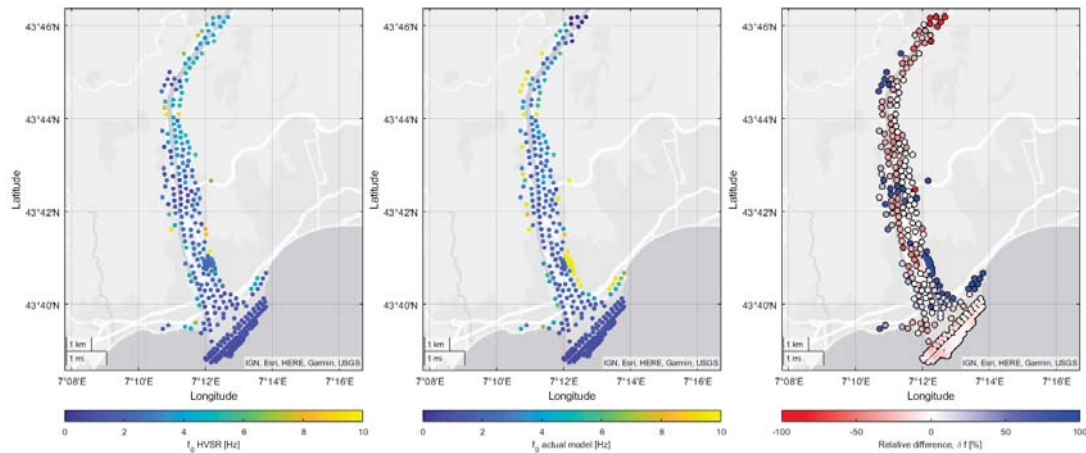 43°46'N
43°44'N
43°42'N
43°40'N
Latitude
1 km
1 mi
IGN, Esri, HERE, Garmin, USGS
7°08'E 7°10'E 7°12'E 7°14'E 7°16'E
Longitude
0 2 4 6 8 10
f0 HVSR [Hz]
43°46'N
43°44'N
43°42'N
43°40'N
Latitude
1 km
1 mi
IGN, Esri, HERE, Garmin, USGS
7°08'E 7°10'E 7°12'E 7°14'E 7°16'E
Longitude
0 2 4 6 8 10
f0 actual model [Hz]
43°46'N
43°44'N
43°42'N
43°40'N
Latitude
1 km
1 mi
IGN, Esri, HERE, Garmin, USGS
7°08'E 7°10'E 7°12'E 7°14'E 7°16'E
Longitude
-100 -50 0 50 100
Relative difference, δ f [%]